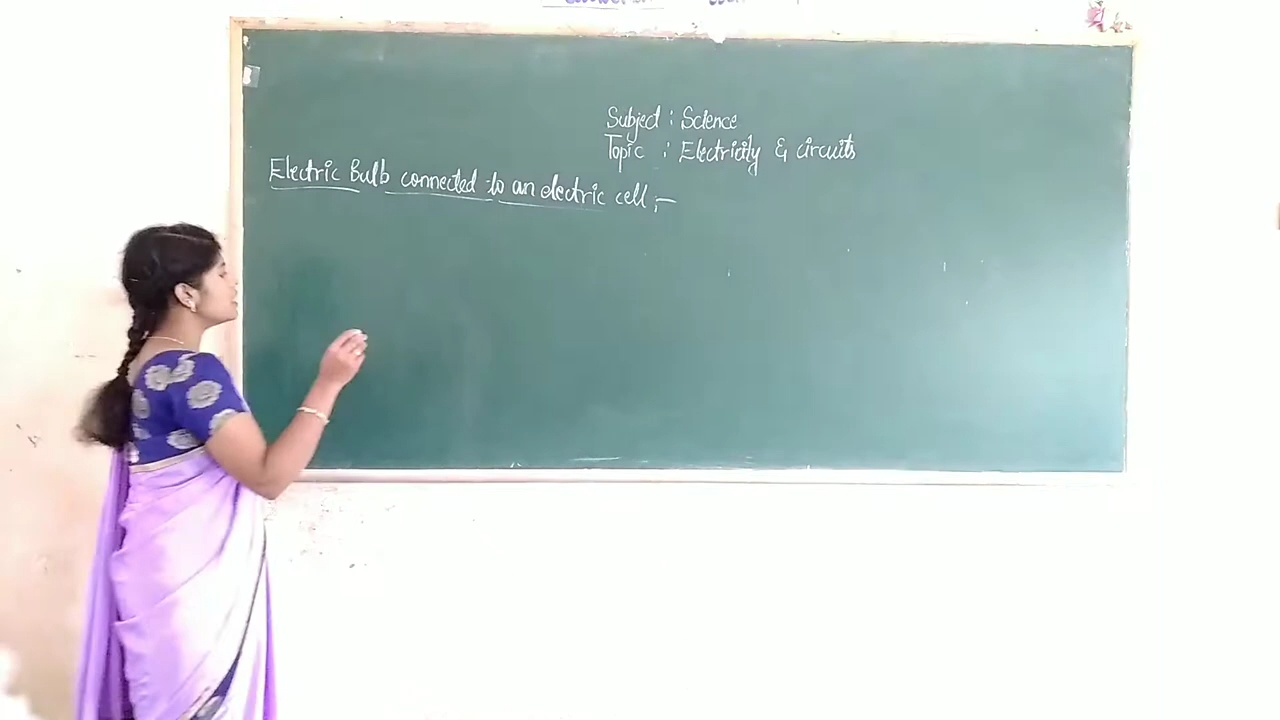 Subject : Science
Topic : Electricity & circuits
Electric Bulb connected to an electric cell :-